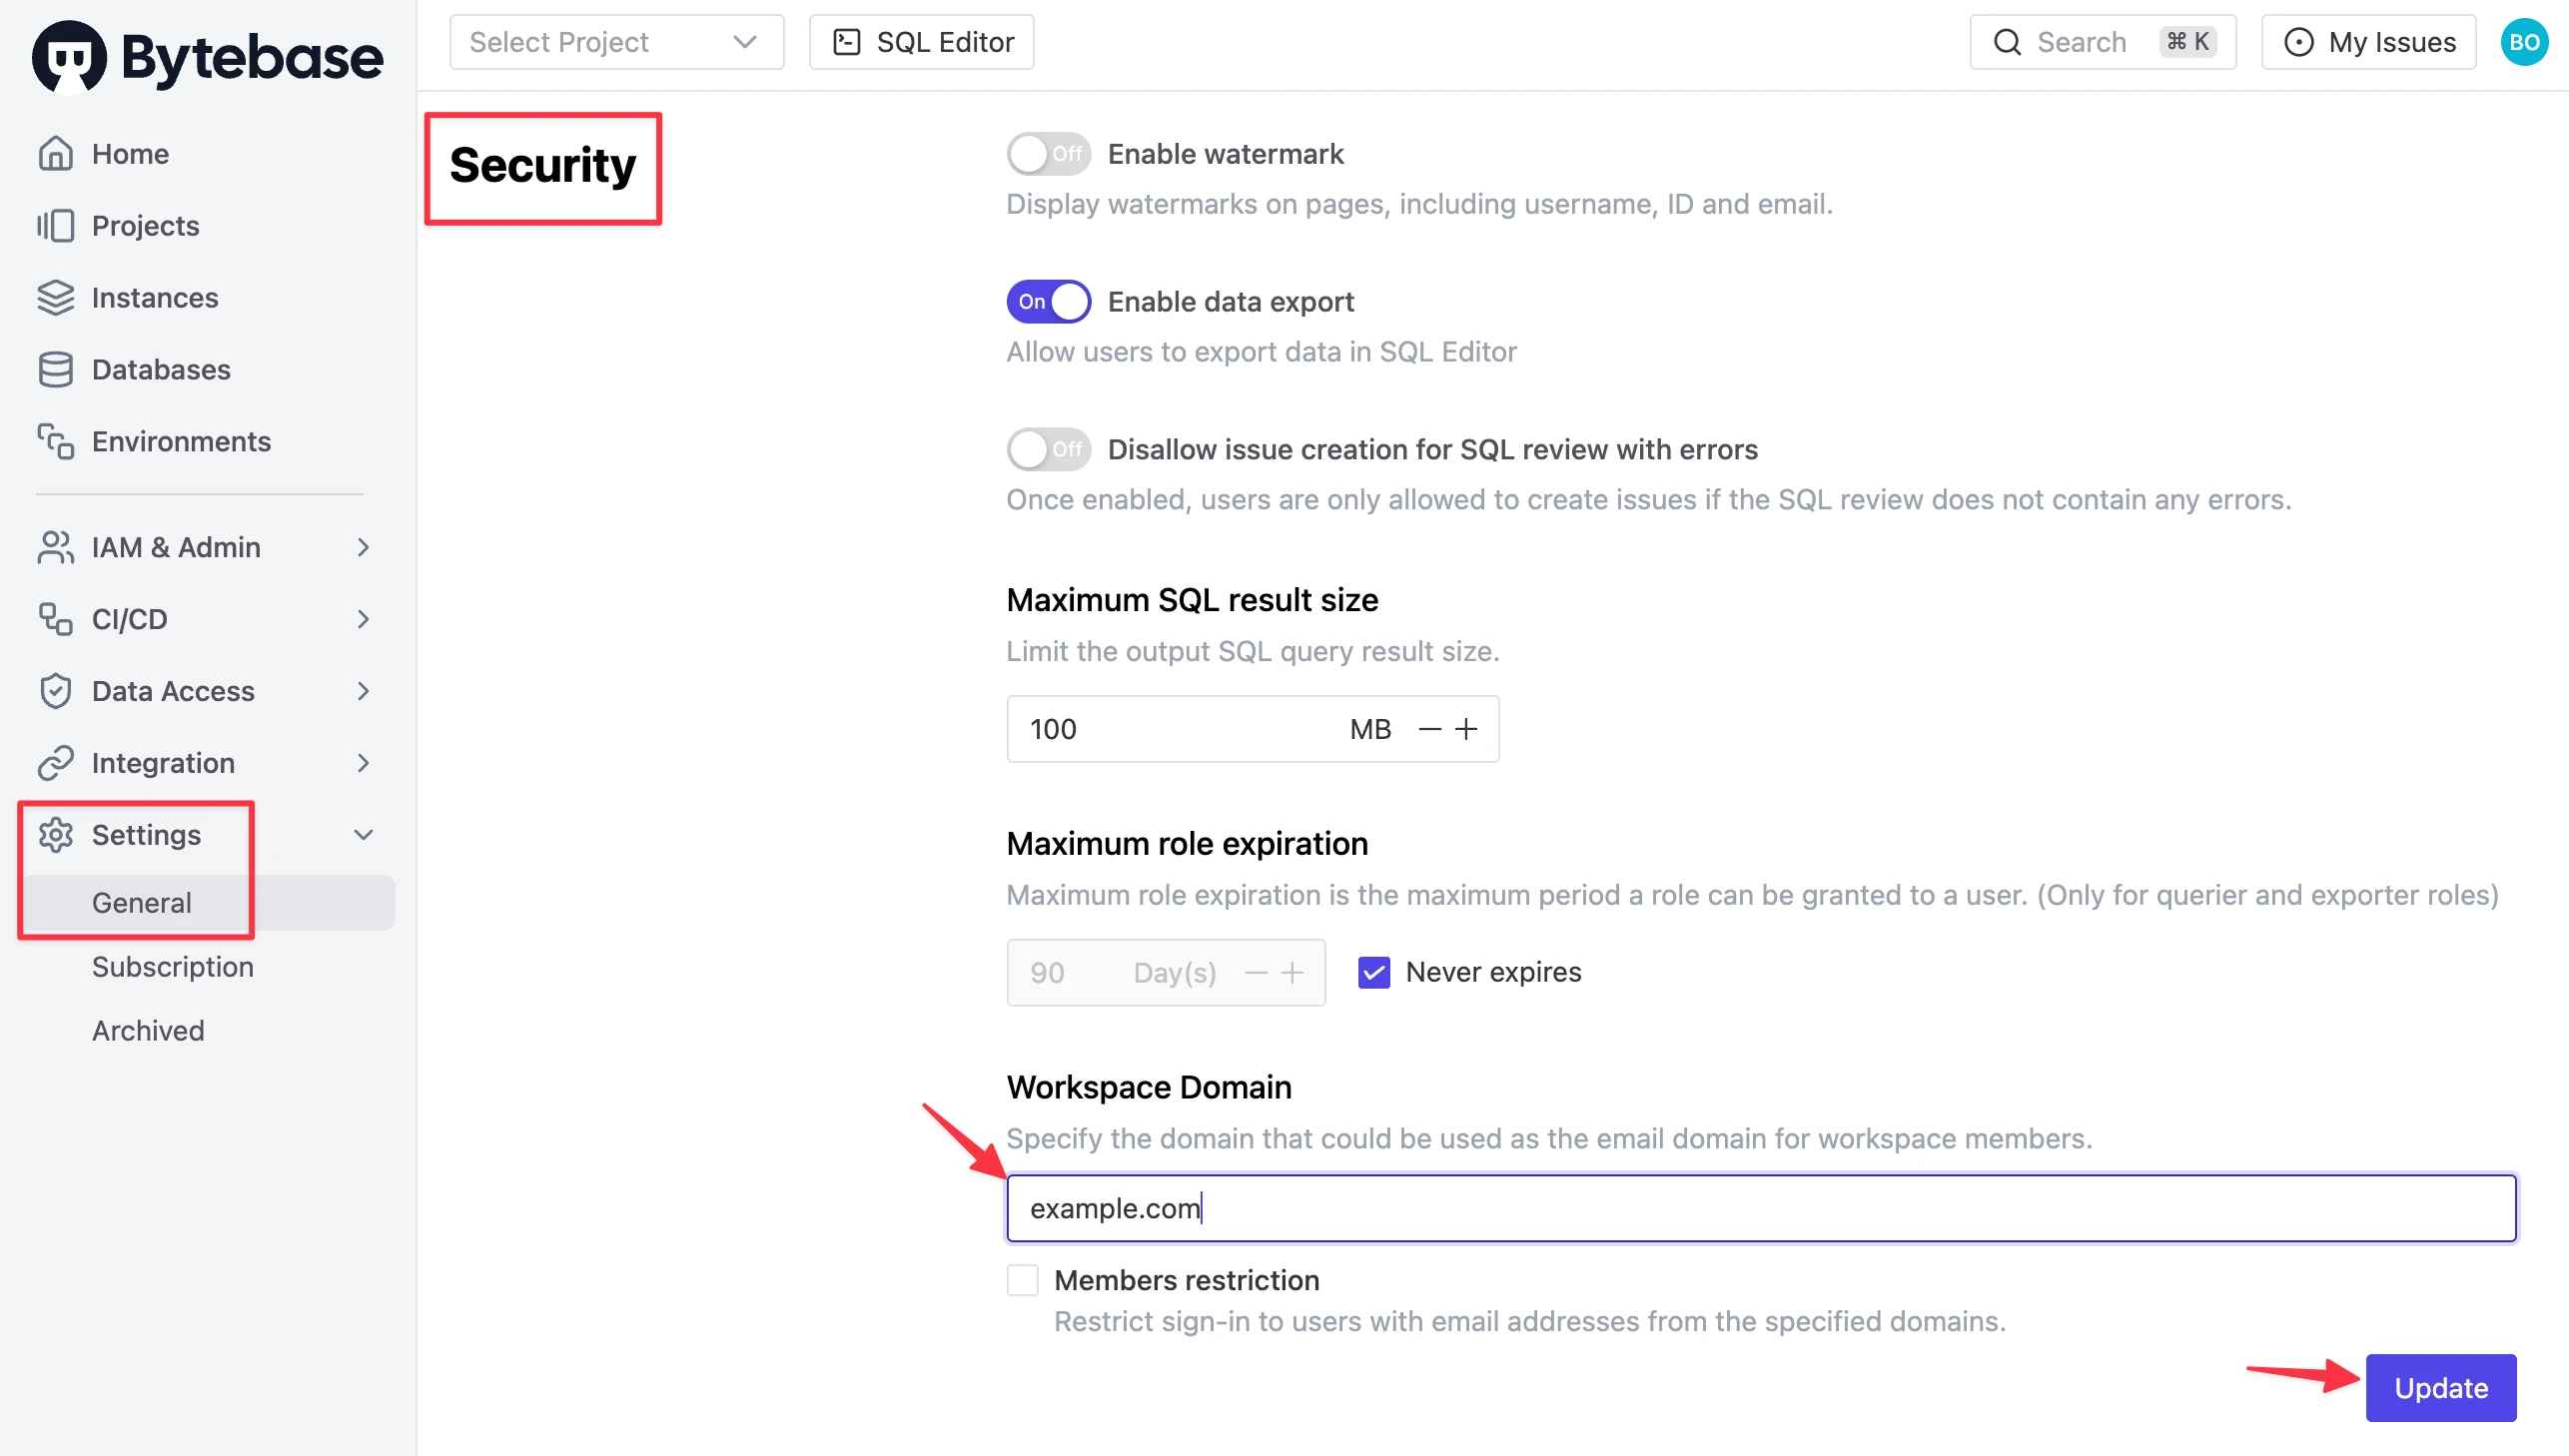 Bytebase
Select Project
SQL Editor
Search
⌘ K
My Issues
BO
Home
Projects
Instances
Databases
Environments
IAM & Admin
CI/CD
Data Access
Integration
Settings
General
Subscription
Archived
Security
Off Enable watermark
Display watermarks on pages, including username, ID and email.
On Enable data export
Allow users to export data in SQL Editor
Off Disallow issue creation for SQL review with errors
Once enabled, users are only allowed to create issues if the SQL review does not contain any errors.
Maximum SQL result size
Limit the output SQL query result size.
100 MB
Maximum role expiration
Maximum role expiration is the maximum period a role can be granted to a user. (Only for querier and exporter roles)
90 Day(s) Never expires
Workspace Domain
Specify the domain that could be used as the email domain for workspace members.
example.com
Members restriction
Restrict sign-in to users with email addresses from the specified domains.
Update